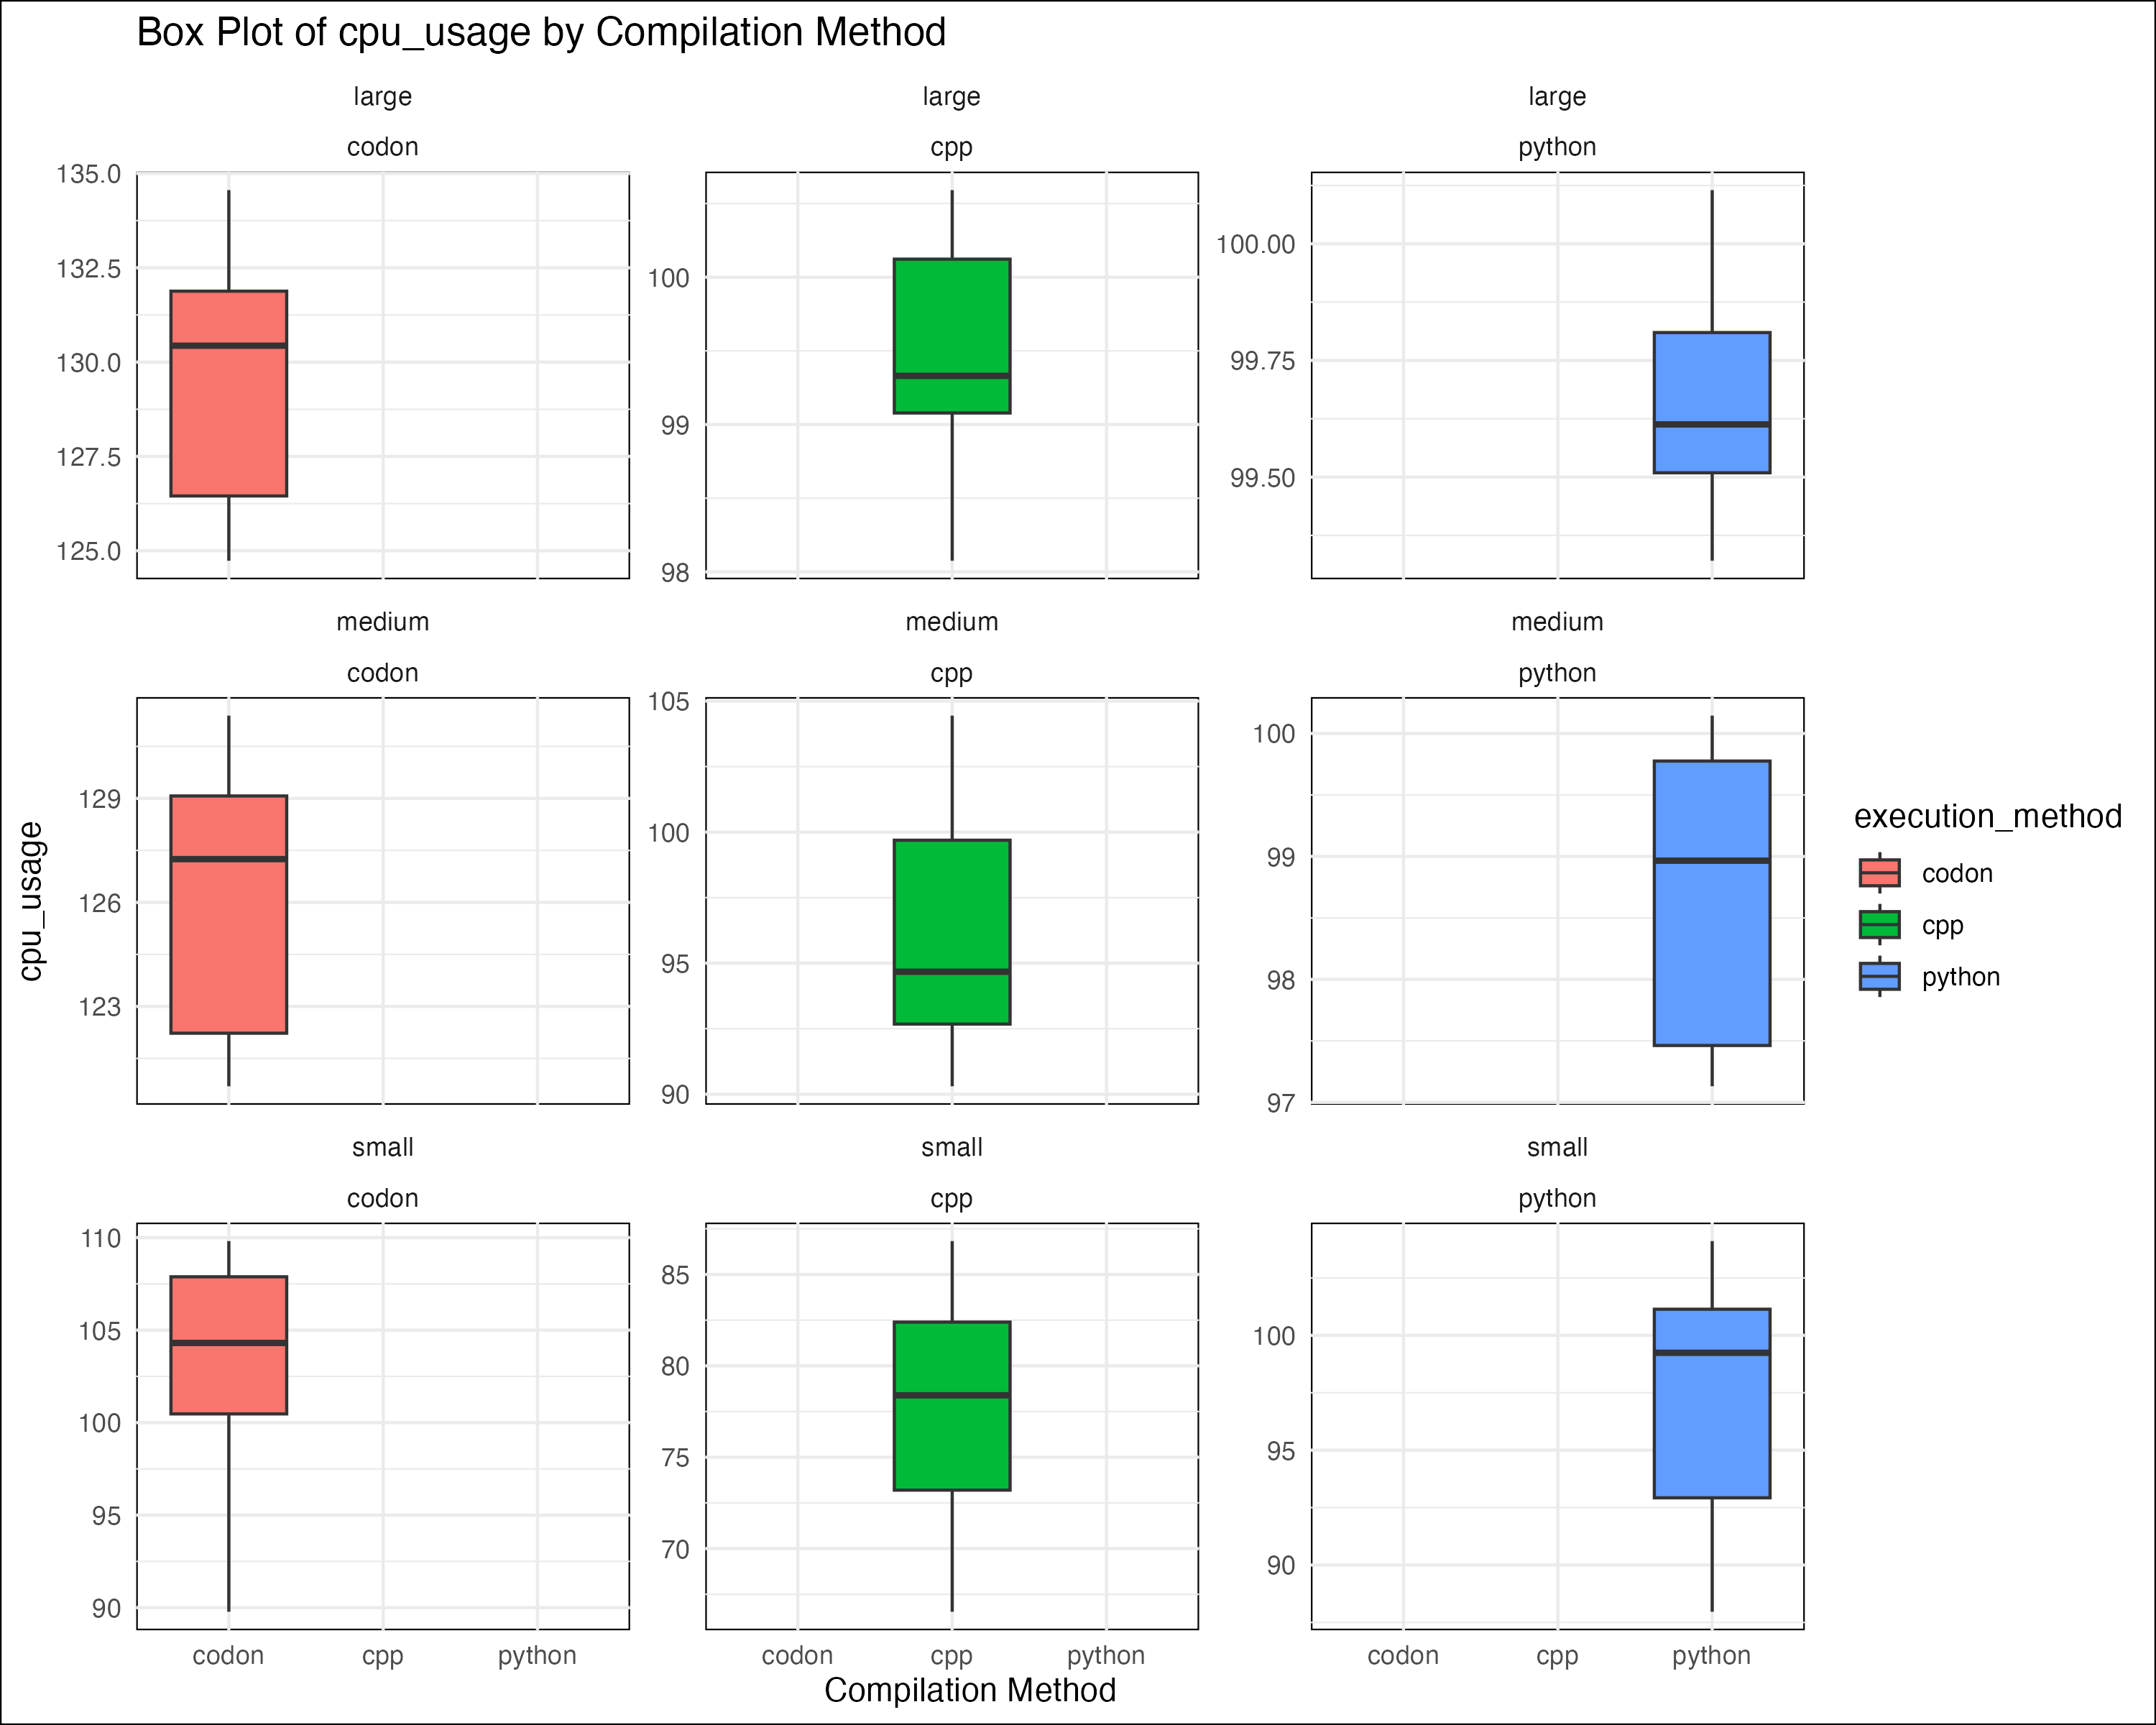 Box Plot of cpu_usage by Compilation Method
large
codon
135.0
132.5
130.0
127.5
125.0
large
cpp
100
99
98
large
python
100.00
99.75
99.50
medium
codon
129
126
123
medium
cpp
105
100
95
90
medium
python
100
99
98
97
small
codon
110
105
100
95
90
small
cpp
85
80
75
70
small
python
100
95
90
codon cpp python
codon cpp python
codon cpp python
Compilation Method
cpu_usage
execution_method
codon
cpp
python